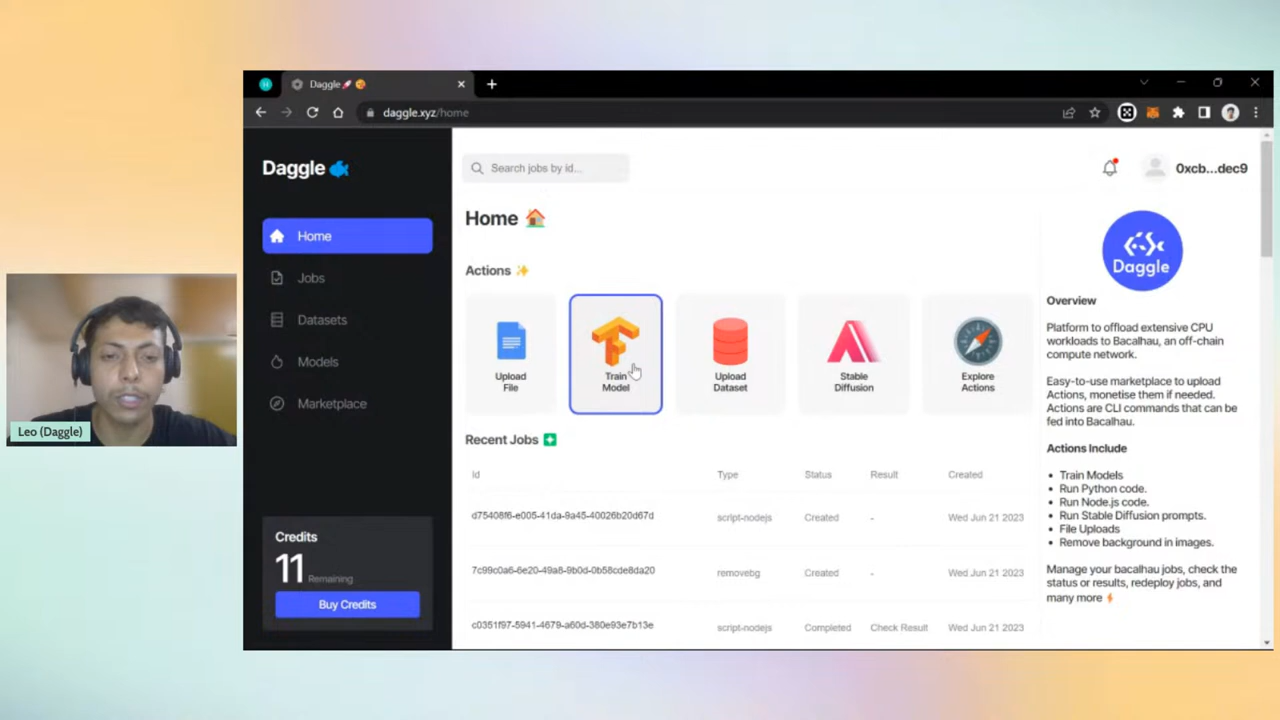 Daggle🚀
daggle.xyz/home
Daggle
Home
Jobs
Datasets
Models
Marketplace
Credits
11 Remaining
Buy Credits
Search jobs by id...
0xcb...dec9
Home
Actions
Upload
File
Train
Model
Upload
Dataset
Stable
Diffusion
Explore
Actions
Recent Jobs
Id Type Status Result Created
d75408f6-e005-41da-9a45-40026b20d67d script-nodejs Created - Wed Jun 21 2023
7c99c0a6-6e20-49a8-9b0d-0b58cde8da20 removebg Created - Wed Jun 21 2023
c0351f97-5941-4679-a60d-380e93e7b13e script-nodejs Completed Check Result Wed Jun 21 2023
Daggle
Overview
Platform to offload extensive CPU
workloads to Bacalhau, an off-chain
compute network.
Easy-to-use marketplace to upload
Actions, monetise them if needed.
Actions are CLI commands that can be
fed into Bacalhau.
Actions Include
• Train Models
• Run Python code.
• Run Node.js code.
• Run Stable Diffusion prompts.
• File Uploads
• Remove background in images.
Manage your bacalhau jobs, check the
status or results, redeploy jobs, and
many more ⚡
Leo (Daggle)